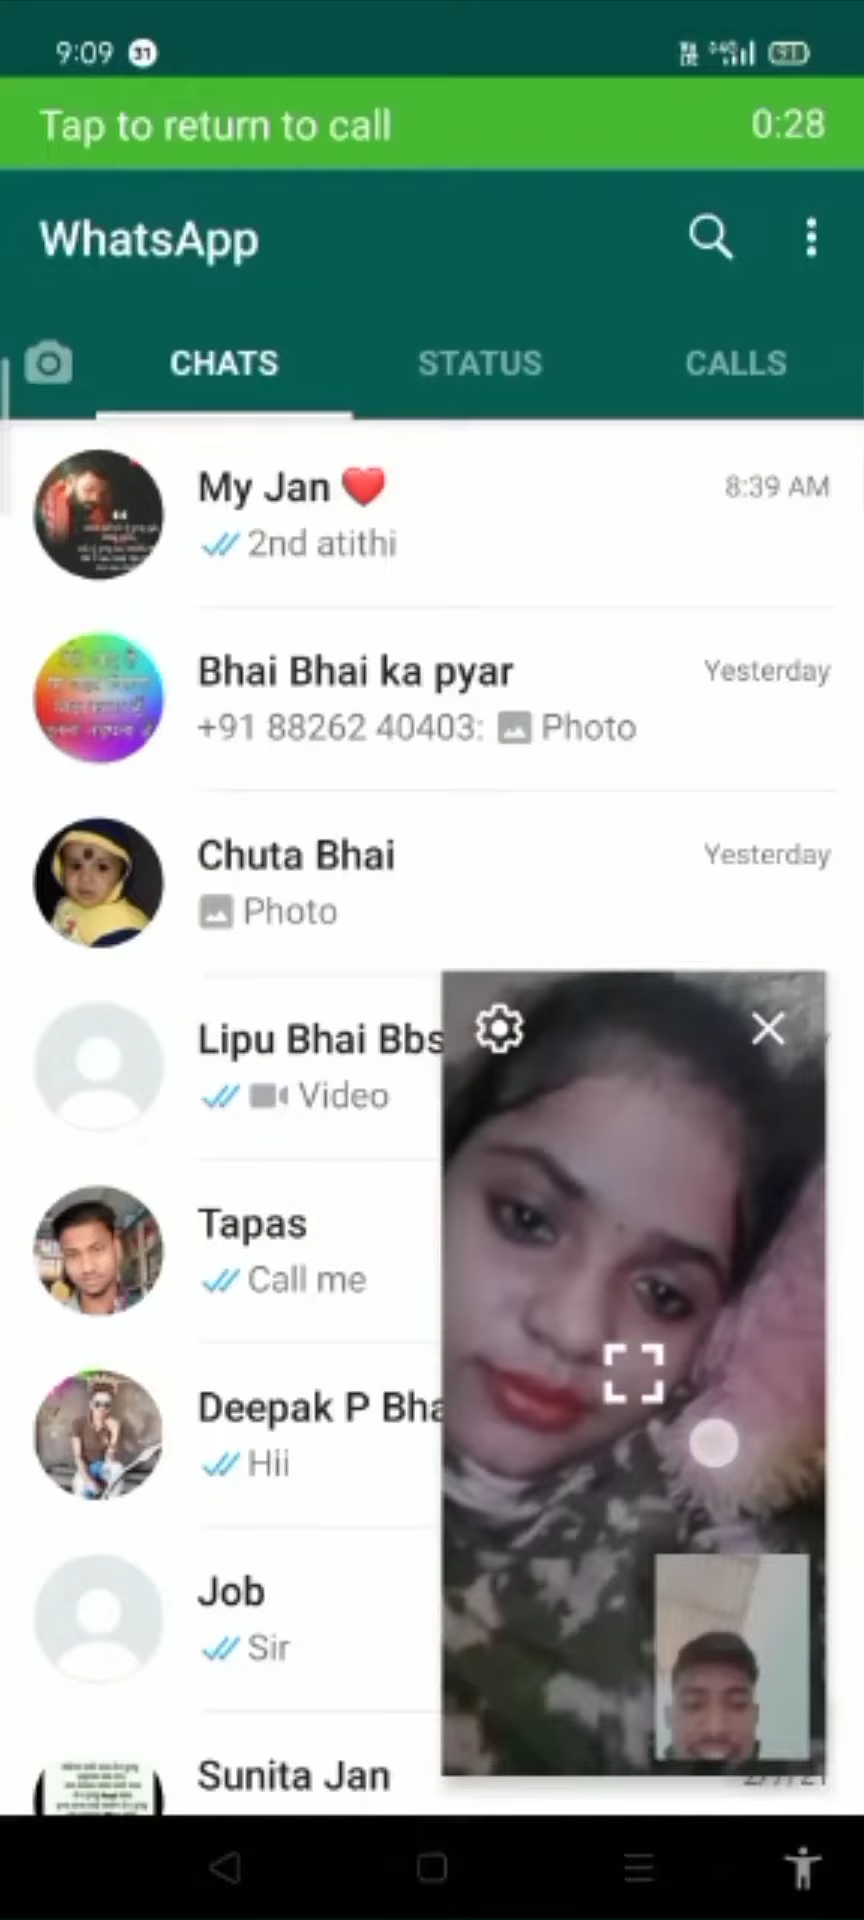 9:09 31 91
Tap to return to call 0:28
WhatsApp
CHATS STATUS CALLS
My Jan ❤️ 8:39 AM
2nd atithi
Bhai Bhai ka pyar Yesterday
+91 88262 40403: Photo
Chuta Bhai Yesterday
Photo
Lipu Bhai Bbs
Video
Tapas
Call me
Deepak P Bha
Hii
Job
Sir
Sunita Jan